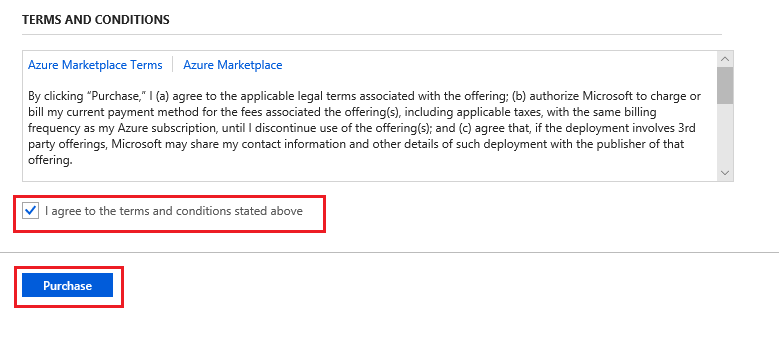 TERMS AND CONDITIONS
Azure Marketplace Terms Azure Marketplace
By clicking “Purchase,” I (a) agree to the applicable legal terms associated with the offering; (b) authorize Microsoft to charge or
bill my current payment method for the fees associated the offering(s), including applicable taxes, with the same billing
frequency as my Azure subscription, until I discontinue use of the offering(s); and (c) agree that, if the deployment involves 3rd
party offerings, Microsoft may share my contact information and other details of such deployment with the publisher of that
offering.
I agree to the terms and conditions stated above
Purchase